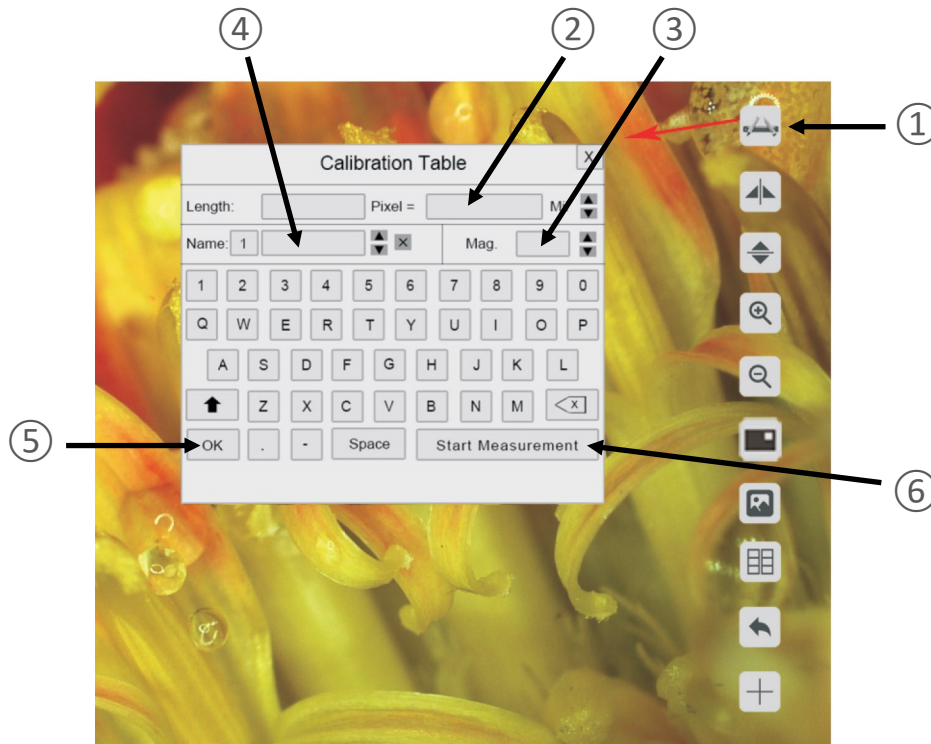 ④ ② ③
①
Calibration Table X
Length: Pixel =
Name: 1 Mag.
1 2 3 4 5 6 7 8 9 0
Q W E R T Y U I O P
A S D F G H J K L
Z X C V B N M X
⑤ OK . - Space Start Measurement
⑥